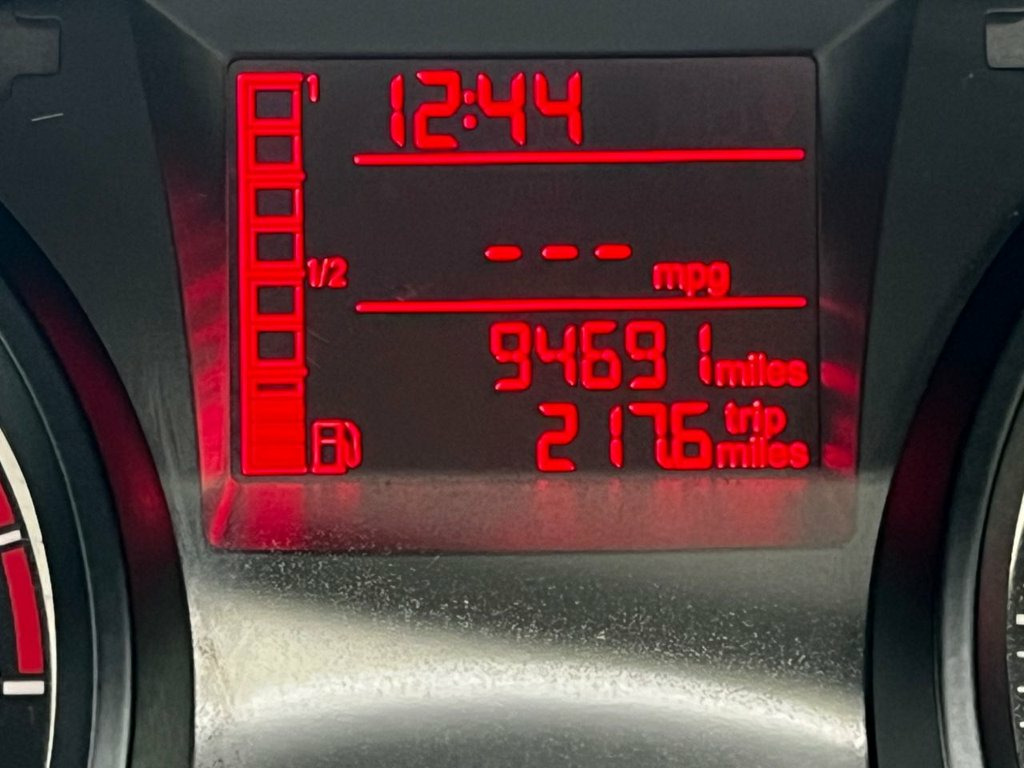 1 12:44
1/2
--- mpg
94691 miles
2176 trip miles